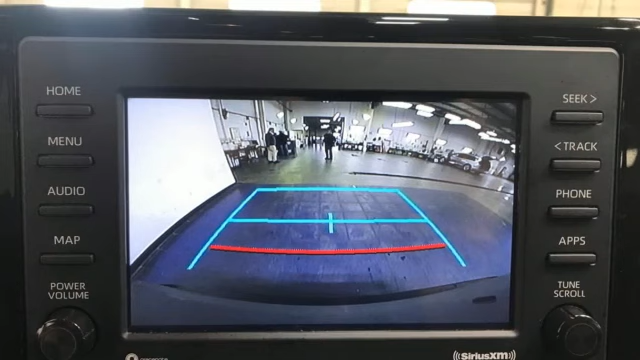 HOME
MENU
AUDIO
MAP
POWER
VOLUME
SEEK >
< TRACK
PHONE
APPS
TUNE
SCROLL
((SiriusXM))